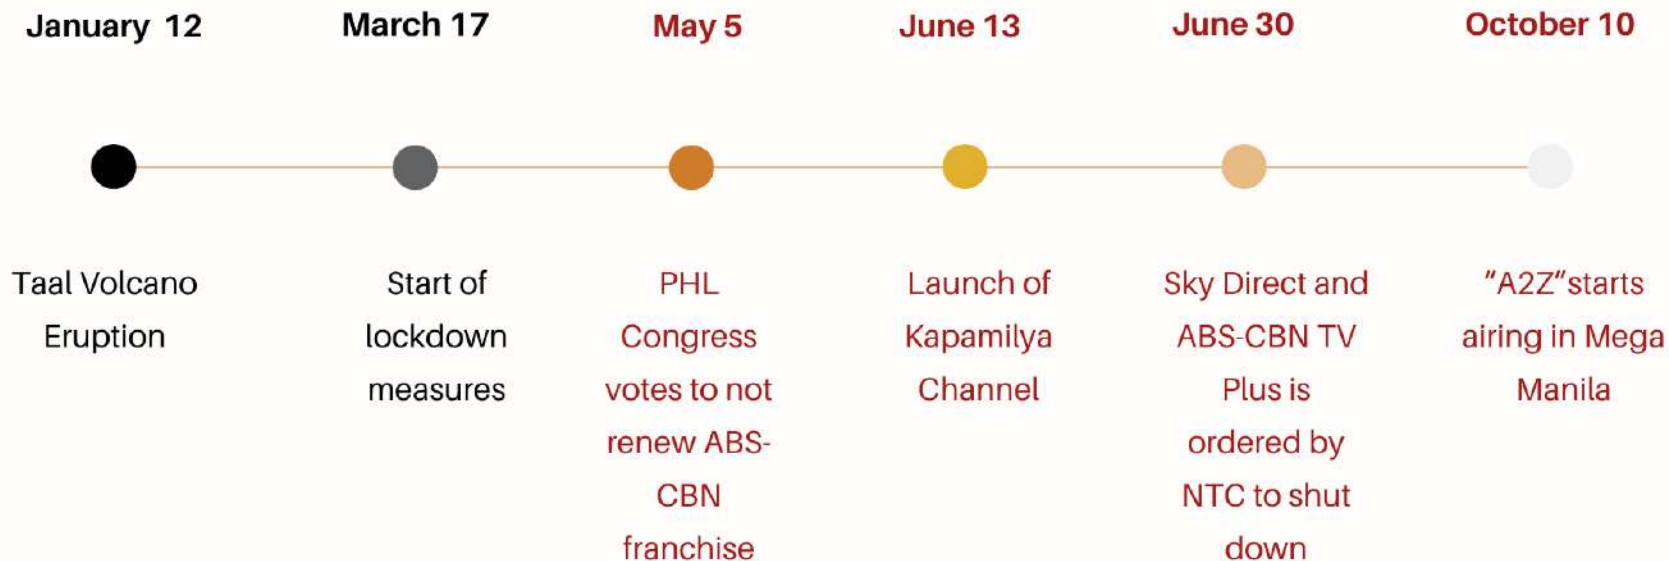 January 12
March 17
May 5
June 13
June 30
October 10
Taal Volcano
Eruption
Start of
lockdown
measures
PHL
Congress
votes to not
renew ABS-
CBN
franchise
Launch of
Kapamilya
Channel
Sky Direct and
ABS-CBN TV
Plus is
ordered by
NTC to shut
down
"A2Z"starts
airing in Mega
Manila